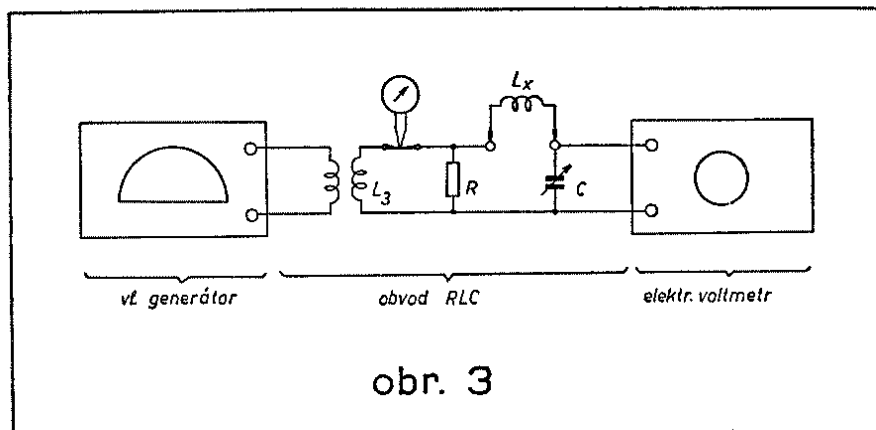 Lx
L3
R
C
vf. generátor
obvod RLC
elektr. voltmetr
obr. 3